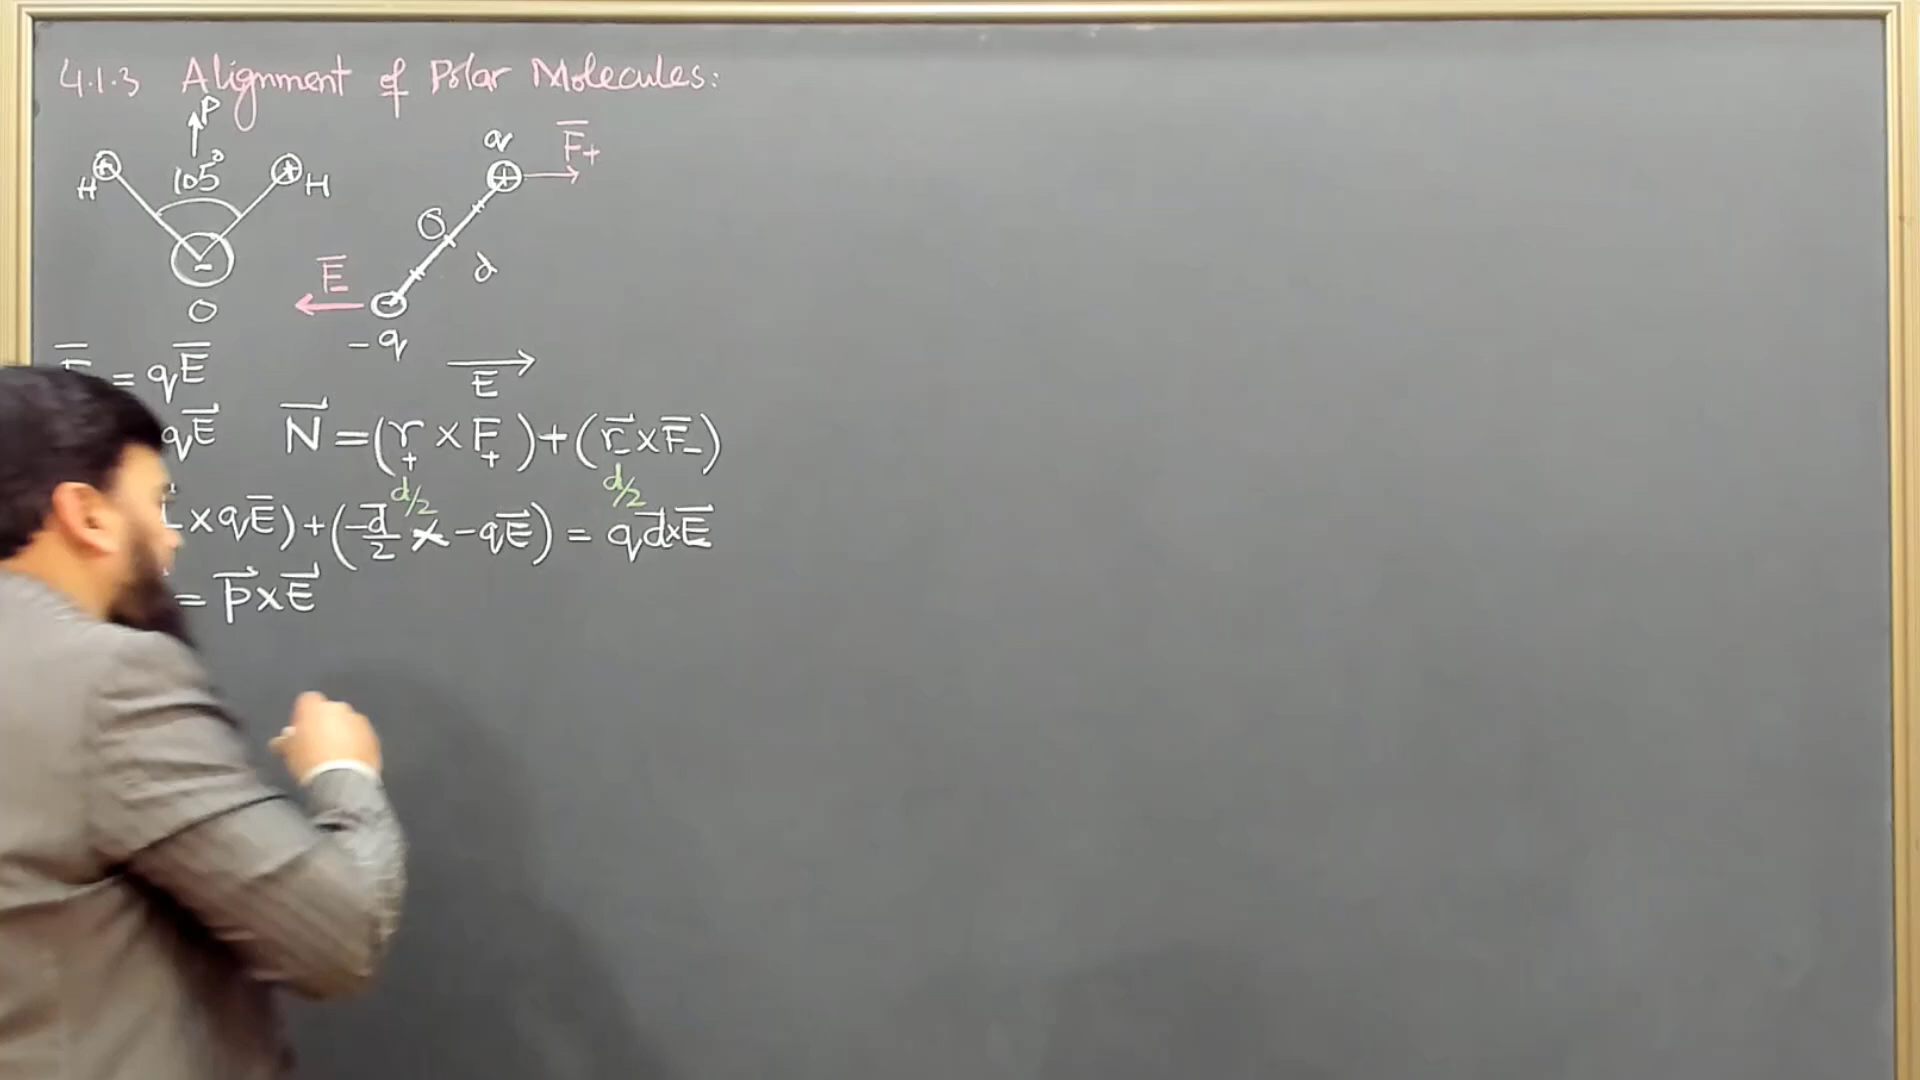 4.1.3 Alignment of Polar Molecules:
P
105°
H H
O
q
F̅+
O
d
E̅
-q
E
= qE̅
qE⃗ N⃗ = (r₊ × F̅₊) + (r̅₋ × F̅₋)
d/2 d/2
× qE̅) + (-d̅/2 × -qE̅) = qd⃗×E⃗
= p⃗×E⃗